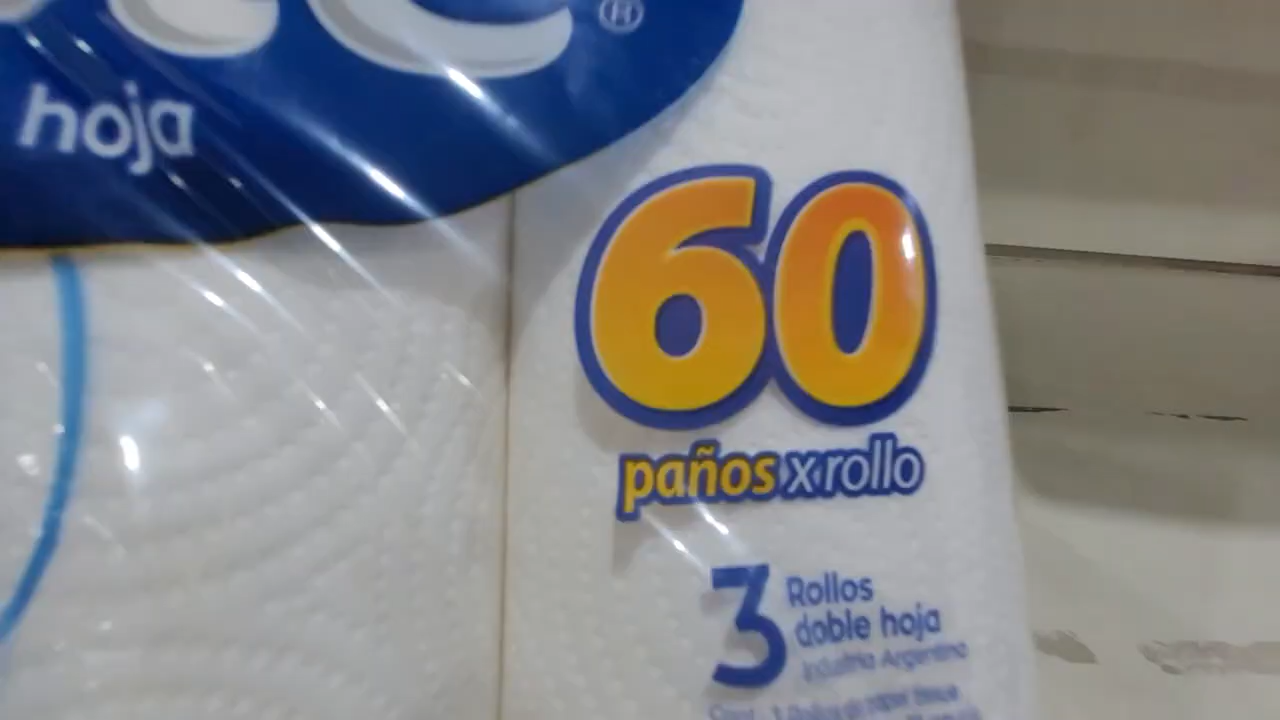 ®
hoja
60
paños x rollo
3 Rollos
doble hoja
Industria Argentina